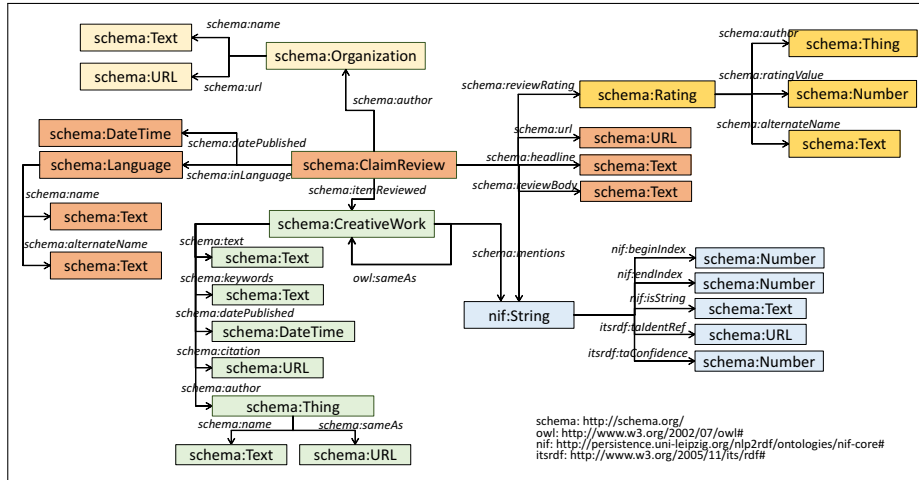 schema:name
schema:Text
schema:Organization
schema:URL
schema:url
schema:author
schema:author
schema:Thing
schema:reviewRating
schema:Rating
schema:ratingValue
schema:Number
schema:alternateName
schema:Text
schema:DateTime
schema:datePublished
schema:Language
schema:inLanguage
schema:ClaimReview
schema:url
schema:URL
schema:headline
schema:Text
schema:reviewBody
schema:Text
schema:name
schema:Text
schema:alternateName
schema:Text
schema:itemReviewed
schema:CreativeWork
owl:sameAs
schema:mentions
schema:text
schema:Text
schema:keywords
schema:Text
schema:datePublished
schema:DateTime
schema:citation
schema:URL
schema:author
schema:Thing
schema:name
schema:sameAs
schema:Text
schema:URL
nif:String
nif:beginIndex
schema:Number
nif:endIndex
schema:Number
nif:isString
schema:Text
itsrdf:taIdentRef
schema:URL
itsrdf:taConfidence
schema:Number
schema: http://schema.org/
owl: http://www.w3.org/2002/07/owl#
nif: http://persistence.uni-leipzig.org/nlp2rdf/ontologies/nif-core#
itsrdf: http://www.w3.org/2005/11/its/rdf#